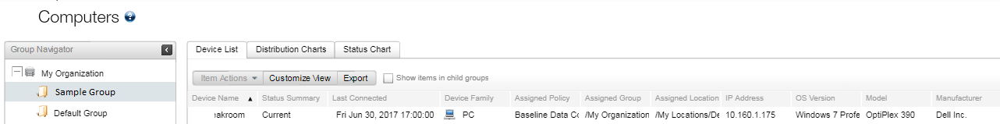 Computers ?
Group Navigator
My Organization
Sample Group
Default Group
Device List Distribution Charts Status Chart
Item Actions Customize View Export Show items in child groups
Device Name Status Summary Last Connected Device Family Assigned Policy Assigned Group Assigned Location IP Address OS Version Model Manufacturer
eakroom Current Fri Jun 30, 2017 17:00:00 PC Baseline Data Co /My Organization /My Locations/De 10.160.1.175 Windows 7 Profe OptiPlex 390 Dell Inc.